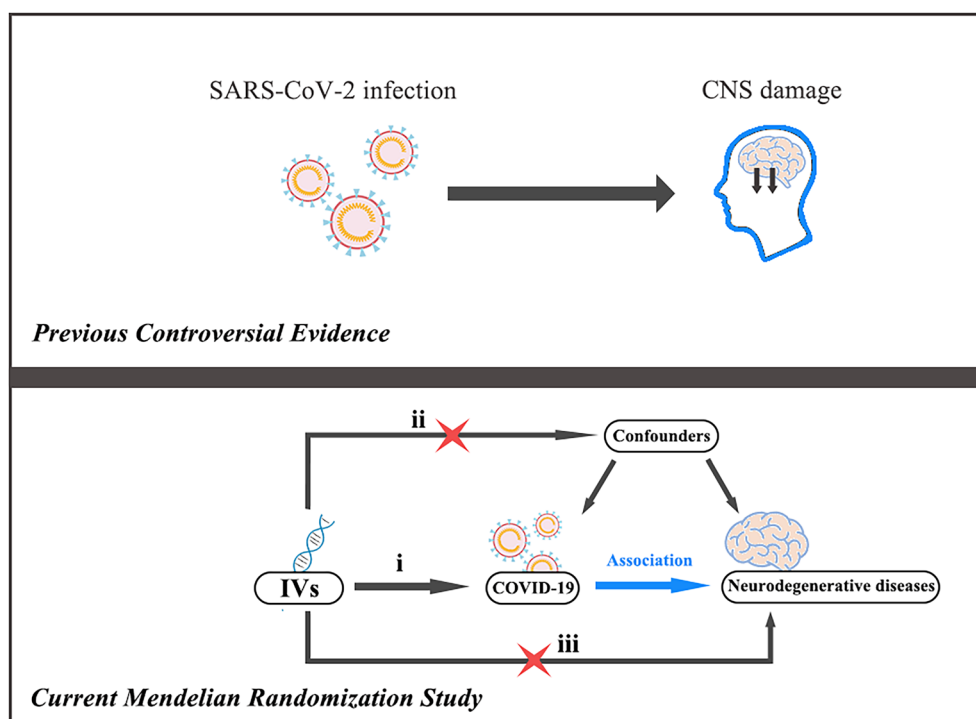 SARS-CoV-2 infection
CNS damage
Previous Controversial Evidence
ii
Confounders
i
Association
IVs
COVID-19
Neurodegenerative diseases
iii
Current Mendelian Randomization Study